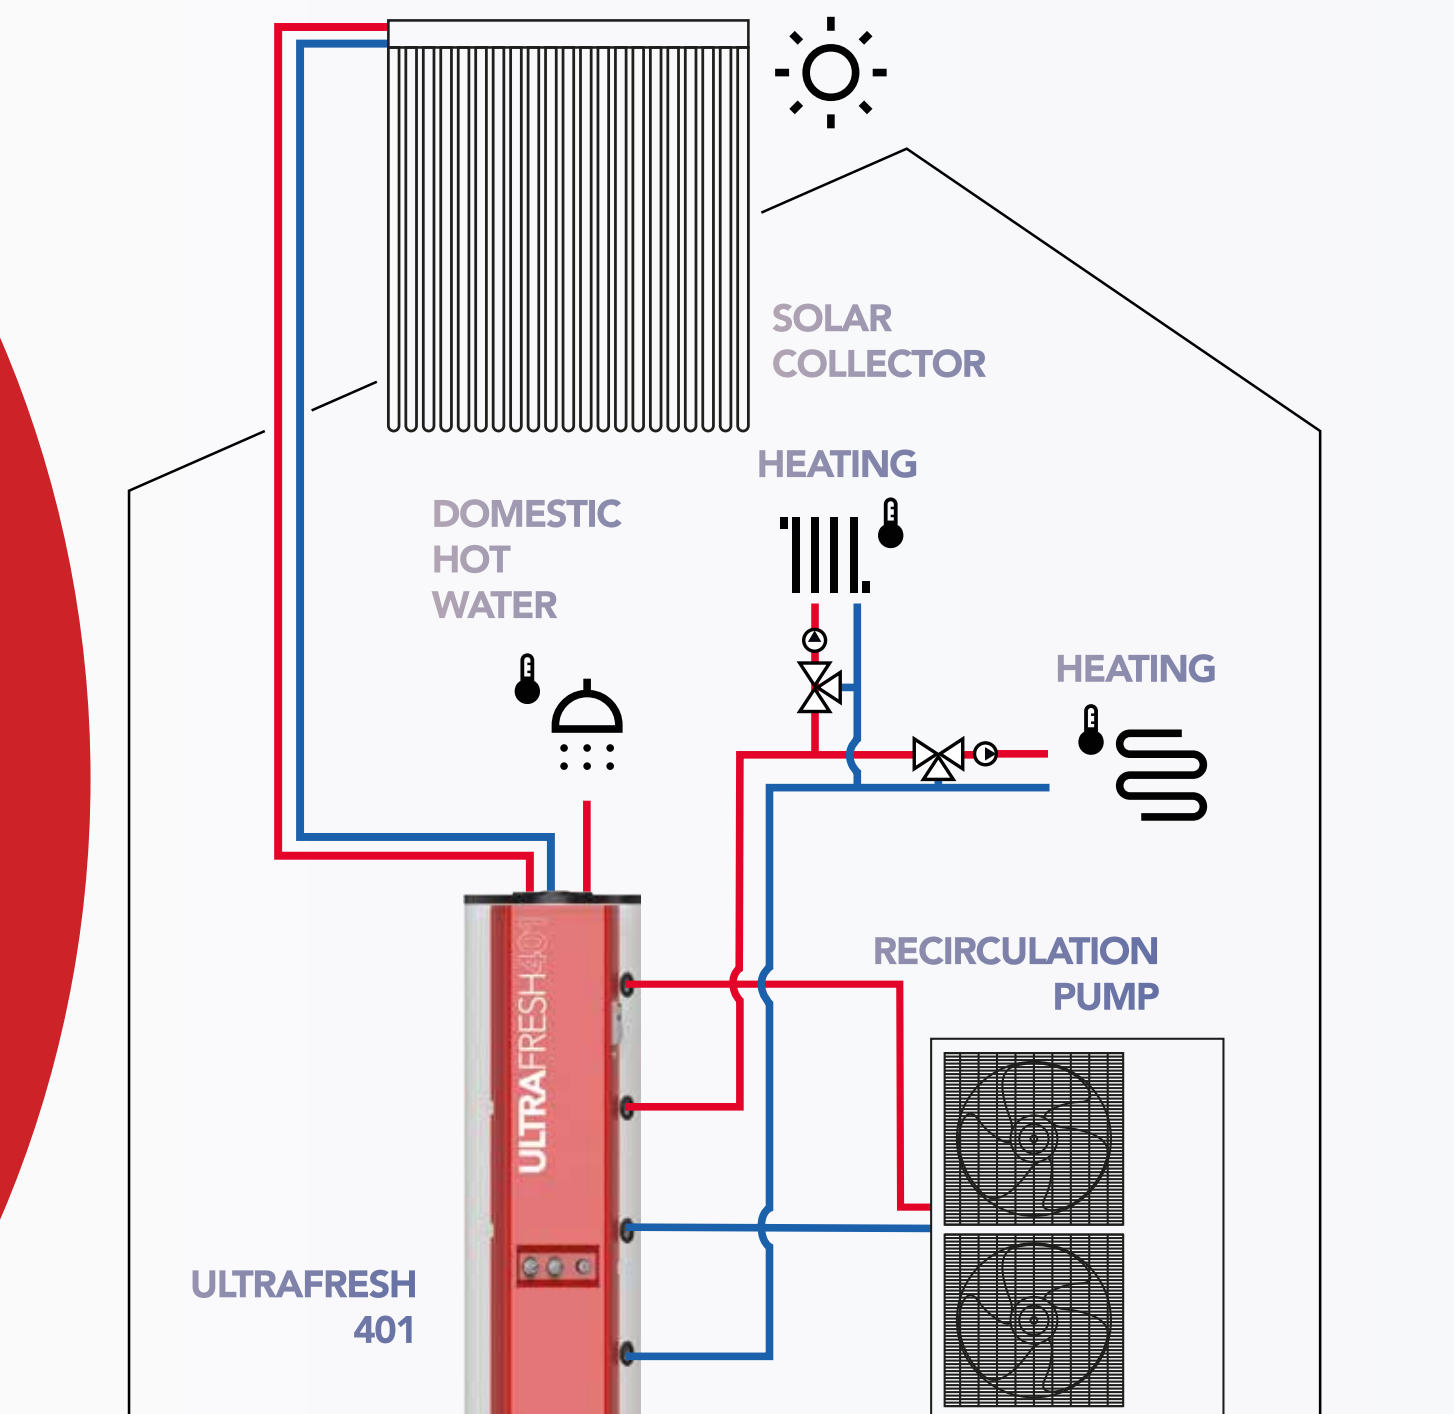 SOLAR
COLLECTOR
HEATING
DOMESTIC
HOT
WATER
HEATING
RECIRCULATION
PUMP
ULTRAFRESH401
ULTRAFRESH
401